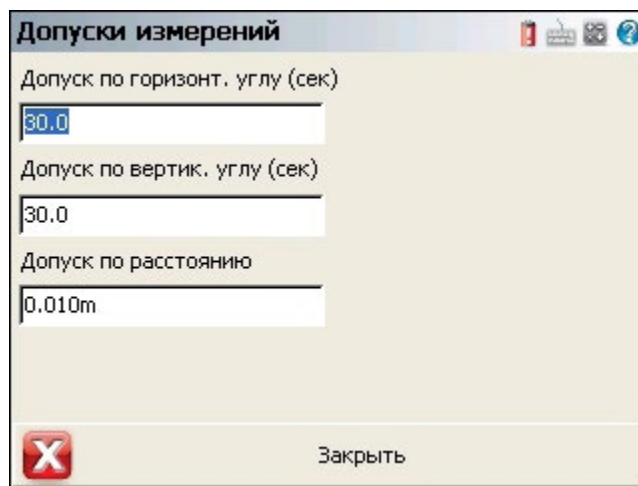 Допуски измерений
Допуск по горизонт. углу (сек)
30.0
Допуск по вертик. углу (сек)
30.0
Допуск по расстоянию
0.010m
Закрыть